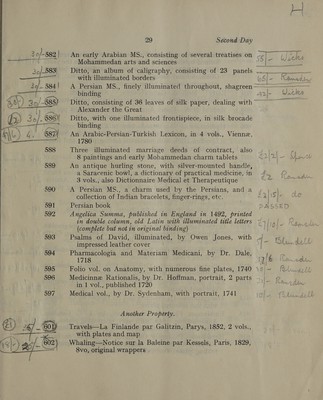 29 Second Day
582 An early Arabian MS., consisting of several treatises on
Mohammedan arts and sciences
583 Ditto, an album of caligraphy, consisting of 23 panels
with illuminated borders
584 A Persian MS., finely illuminated throughout, shagreen
binding
585 Ditto, consisting of 36 leaves of silk paper, dealing with
Alexander the Great
586 Ditto, with one illuminated frontispiece, in silk brocade
binding
587 An Arabic-Persian-Turkish Lexicon, in 4 vols., Viennæ,
1780
588 Three illuminated marriage deeds of contract, also
8 paintings and early Mohammedan charm tablets
589 An antique hurling stone, with silver-mounted handle,
a Saracenic bowl, a dictionary of practical medicine, in
3 vols., also Dictionnaire Medical et Therapeutique
590 A Persian MS., a charm used by the Persians, and a
collection of Indian bracelets, finger-rings, etc.
591 Persian book
PASSED
592 Angelica Summa, published in England in 1492, printed
in double column, old Latin with illuminated title letters
(complete but not in original binding)
593 Psalms of David, illuminated, by Owen Jones, with
impressed leather cover
594 Pharmacologia and Materiam Medicani, by Dr. Dale,
1718
595 Folio vol. on Anatomy, with numerous fine plates, 1740
596 Medicinæ Rationalis, by Dr. Hoffman, portrait, 2 parts
in 1 vol., published 1720
597 Medical vol., by Dr. Sydenham, with portrait, 1741
Another Property.
601 Travels—La Finlande par Galitzin, Parys, 1852, 2 vols.,
with plates and map
602 Whaling—Notice sur la Baleine par Kessels, Paris, 1829,
8vo, original wrappers